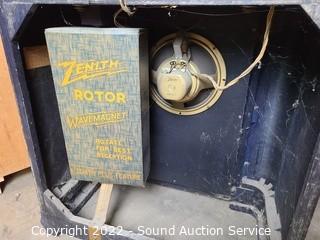 ZENITH
ROTOR
WAVEMAGNET
ROTATE
FOR BEST
RECEPTION
Copyright 2022 - Sound Auction Service